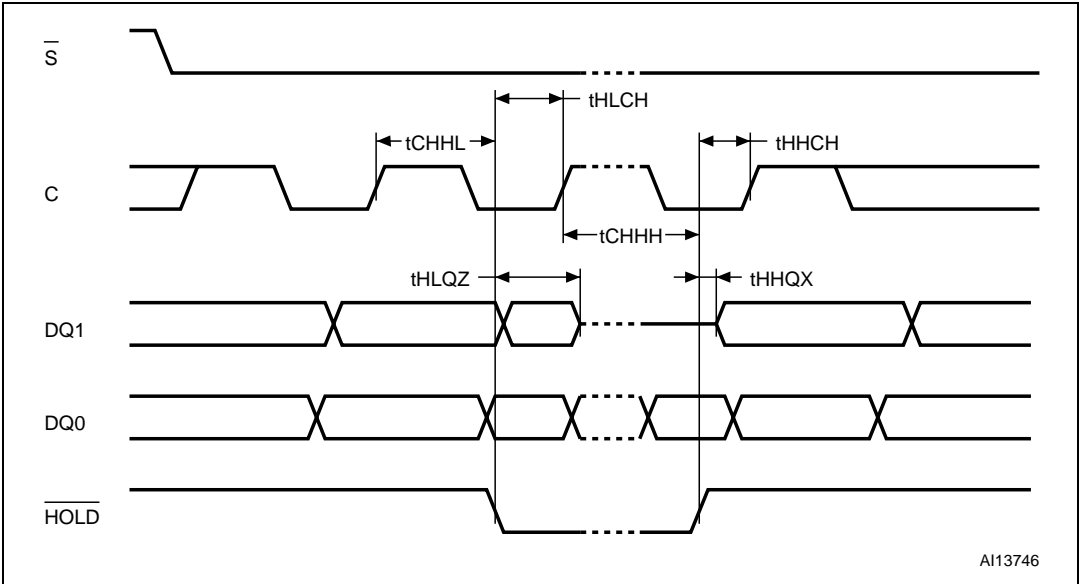 S
tHLCH
tCHHL
tHHCH
C
tCHHH
tHLQZ
tHHQX
DQ1
DQ0
HOLD
AI13746